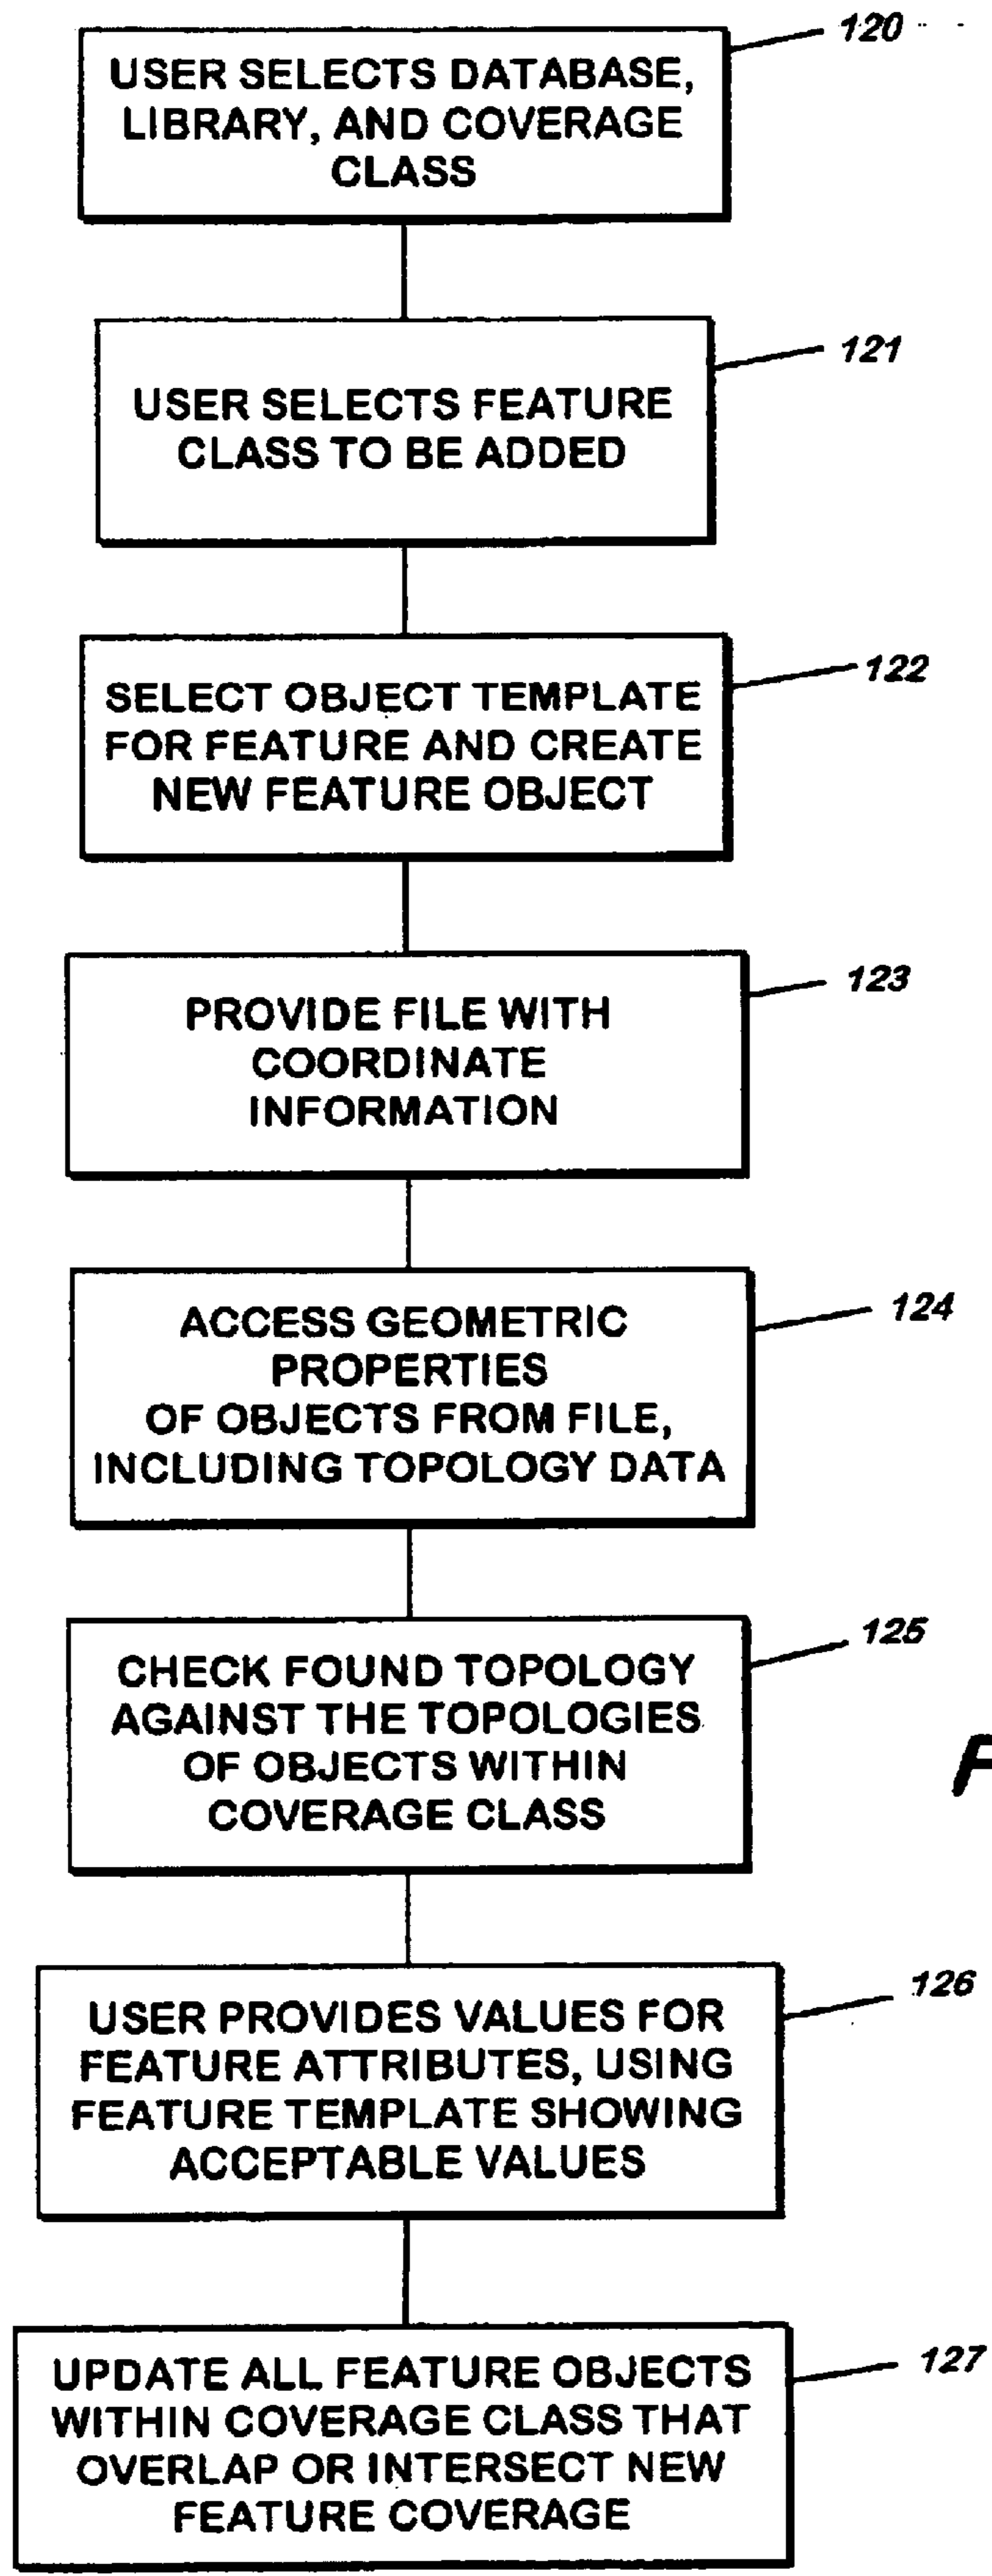 120
USER SELECTS DATABASE,
LIBRARY, AND COVERAGE
CLASS
121
USER SELECTS FEATURE
CLASS TO BE ADDED
122
SELECT OBJECT TEMPLATE
FOR FEATURE AND CREATE
NEW FEATURE OBJECT
123
PROVIDE FILE WITH
COORDINATE
INFORMATION
124
ACCESS GEOMETRIC
PROPERTIES
OF OBJECTS FROM FILE,
INCLUDING TOPOLOGY DATA
125
CHECK FOUND TOPOLOGY
AGAINST THE TOPOLOGIES
OF OBJECTS WITHIN
COVERAGE CLASS
F
126
USER PROVIDES VALUES FOR
FEATURE ATTRIBUTES, USING
FEATURE TEMPLATE SHOWING
ACCEPTABLE VALUES
127
UPDATE ALL FEATURE OBJECTS
WITHIN COVERAGE CLASS THAT
OVERLAP OR INTERSECT NEW
FEATURE COVERAGE